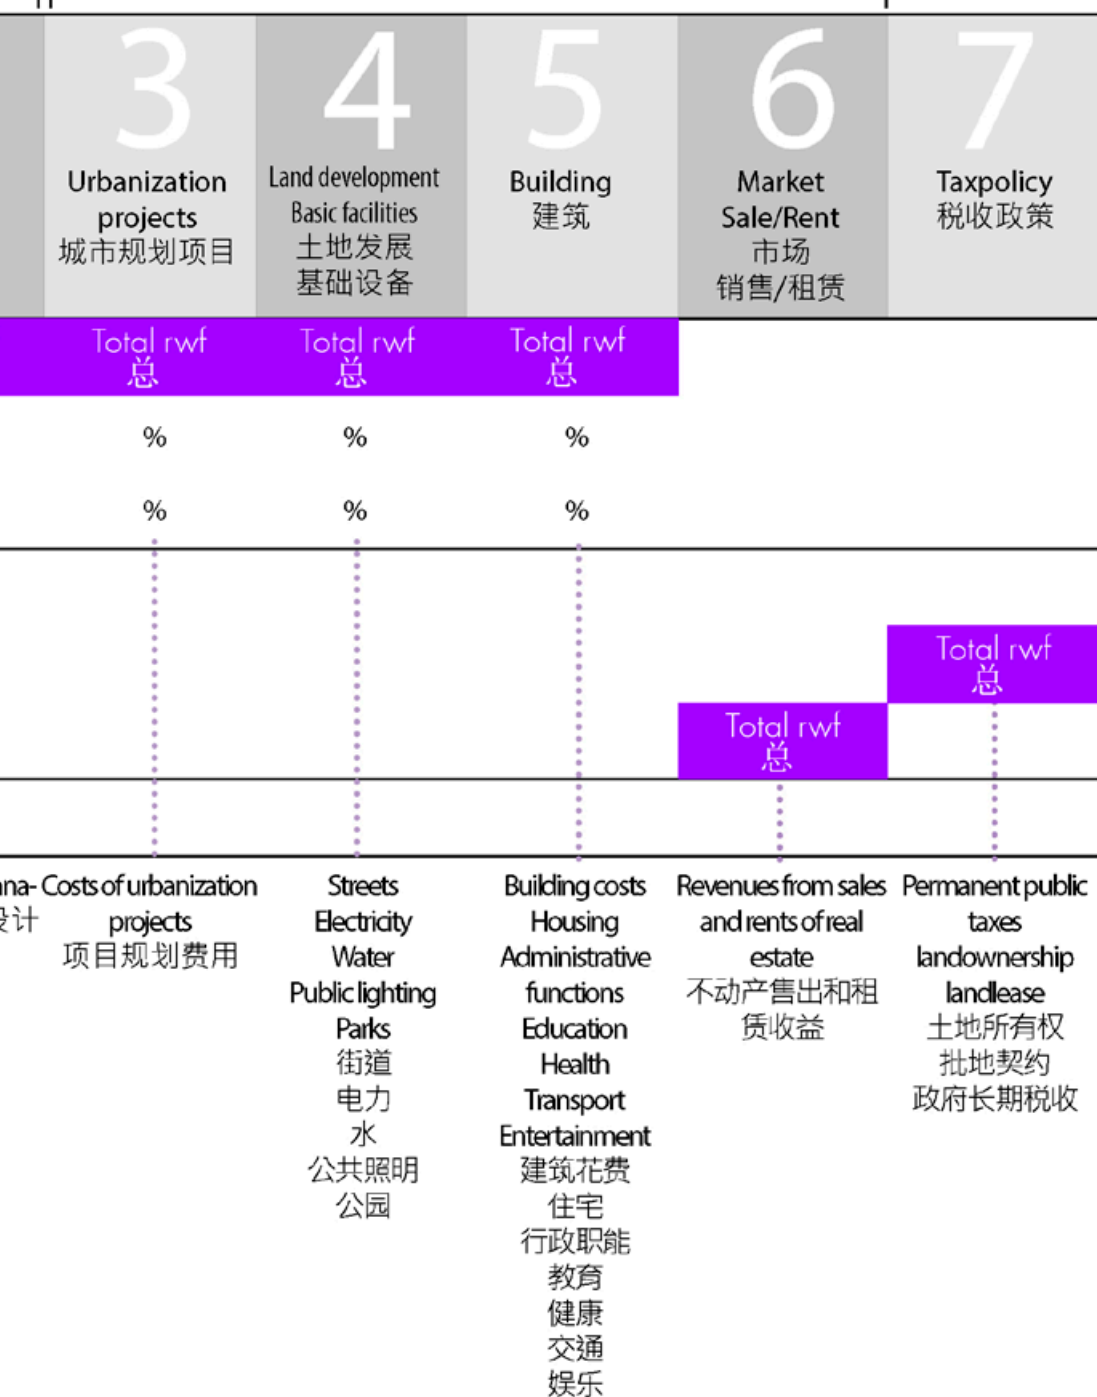 3
Urbanization
projects
城市规划项目
4
Land development
Basic facilities
土地发展
基础设备
5
Building
建筑
6
Market
Sale/Rent
市场
销售/租赁
7
Taxpolicy
税收政策
Total rwf
总
Total rwf
总
Total rwf
总
% % %
% % %
Total rwf
总
Total rwf
总
ana-
设计
Costs of urbanization
projects
项目规划费用
Streets
Electricity
Water
Public lighting
Parks
街道
电力
水
公共照明
公园
Building costs
Housing
Administrative
functions
Education
Health
Transport
Entertainment
建筑花费
住宅
行政职能
教育
健康
交通
娱乐
Revenues from sales
and rents of real
estate
不动产售出和租
赁收益
Permanent public
taxes
landownership
landlease
土地所有权
批地契约
政府长期税收